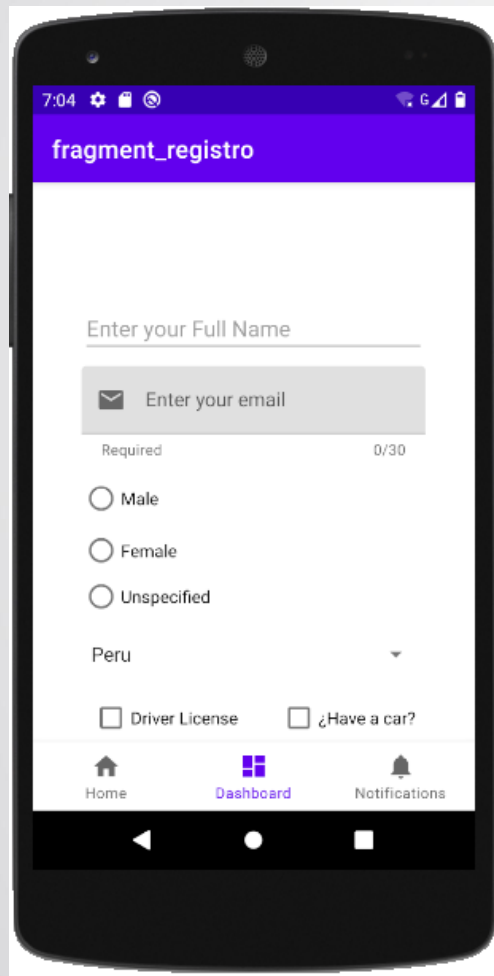 7:04 G
fragment_registro
Enter your Full Name
Enter your email
Required 0/30
Male
Female
Unspecified
Peru
Driver License ¿Have a car?
Home Dashboard Notifications